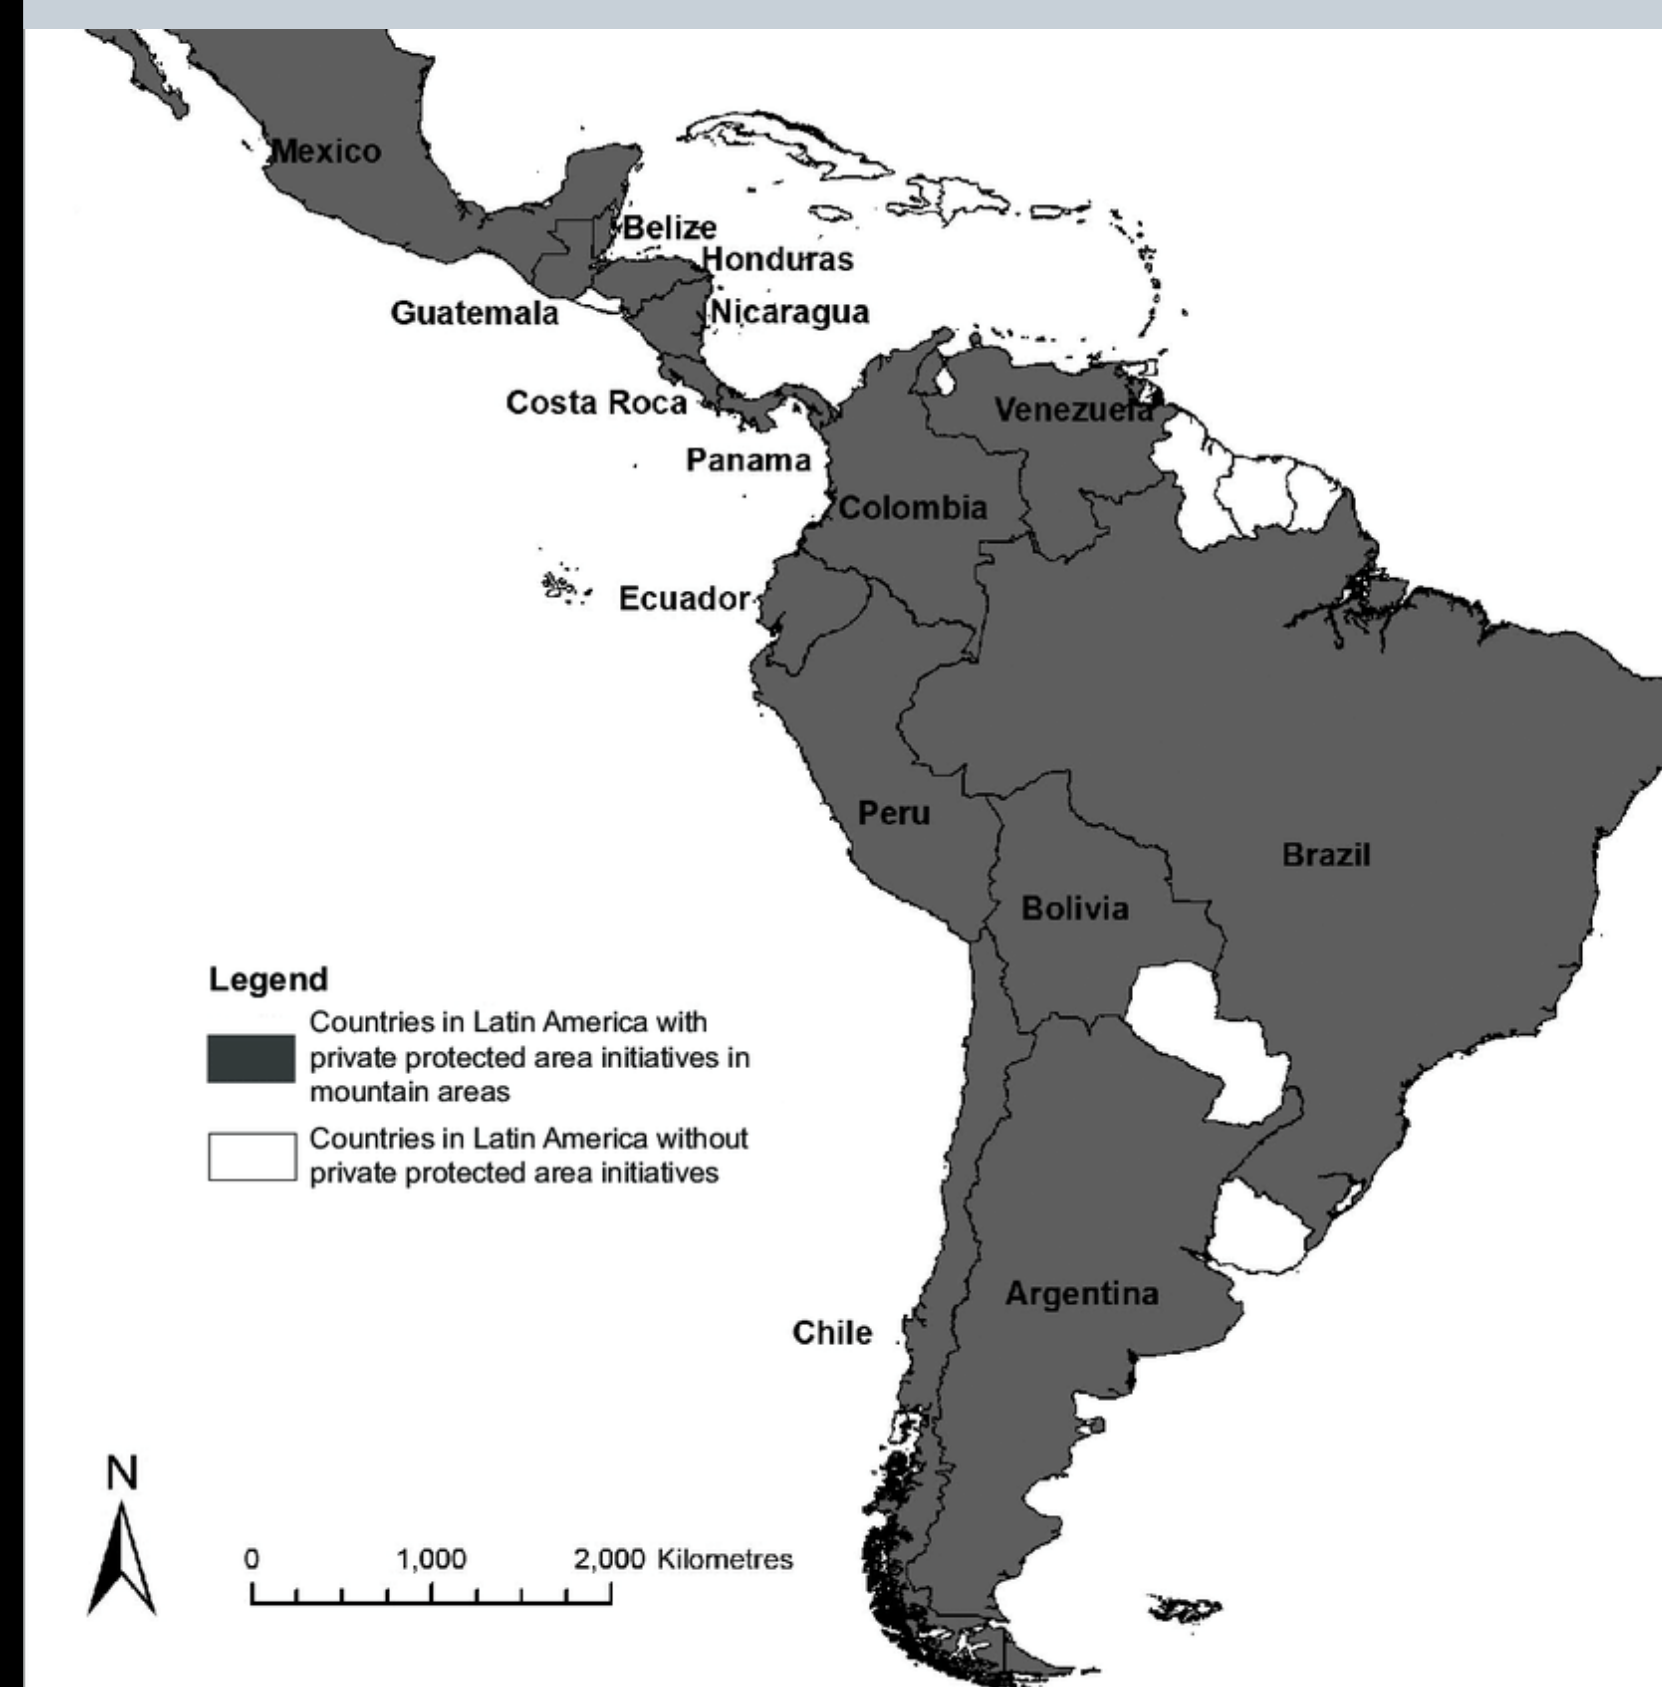 Mexico
Belize
Honduras
Guatemala
Nicaragua
Costa Roca
Venezuela
Panama
Colombia
Ecuador
Peru
Brazil
Bolivia
Legend
Countries in Latin America with
private protected area initiatives in
mountain areas
Countries in Latin America without
private protected area initiatives
Argentina
Chile
N
0 1,000 2,000 Kilometres